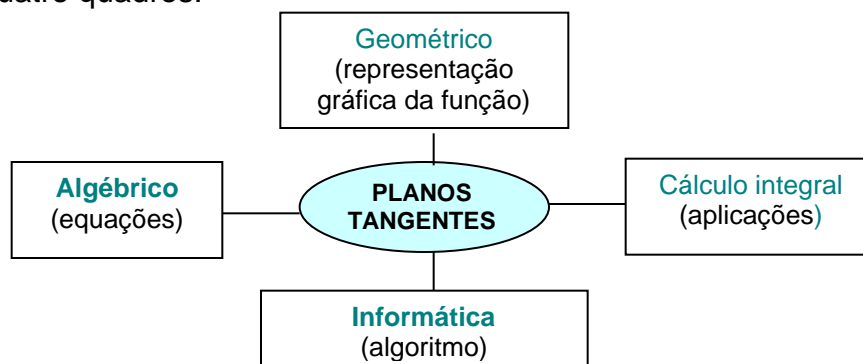 quatro quadros.
Geométrico
(representação
gráfica da função)
Algébrico
(equações)
PLANOS
TANGENTES
Cálculo integral
(aplicações)
Informática
(algoritmo)